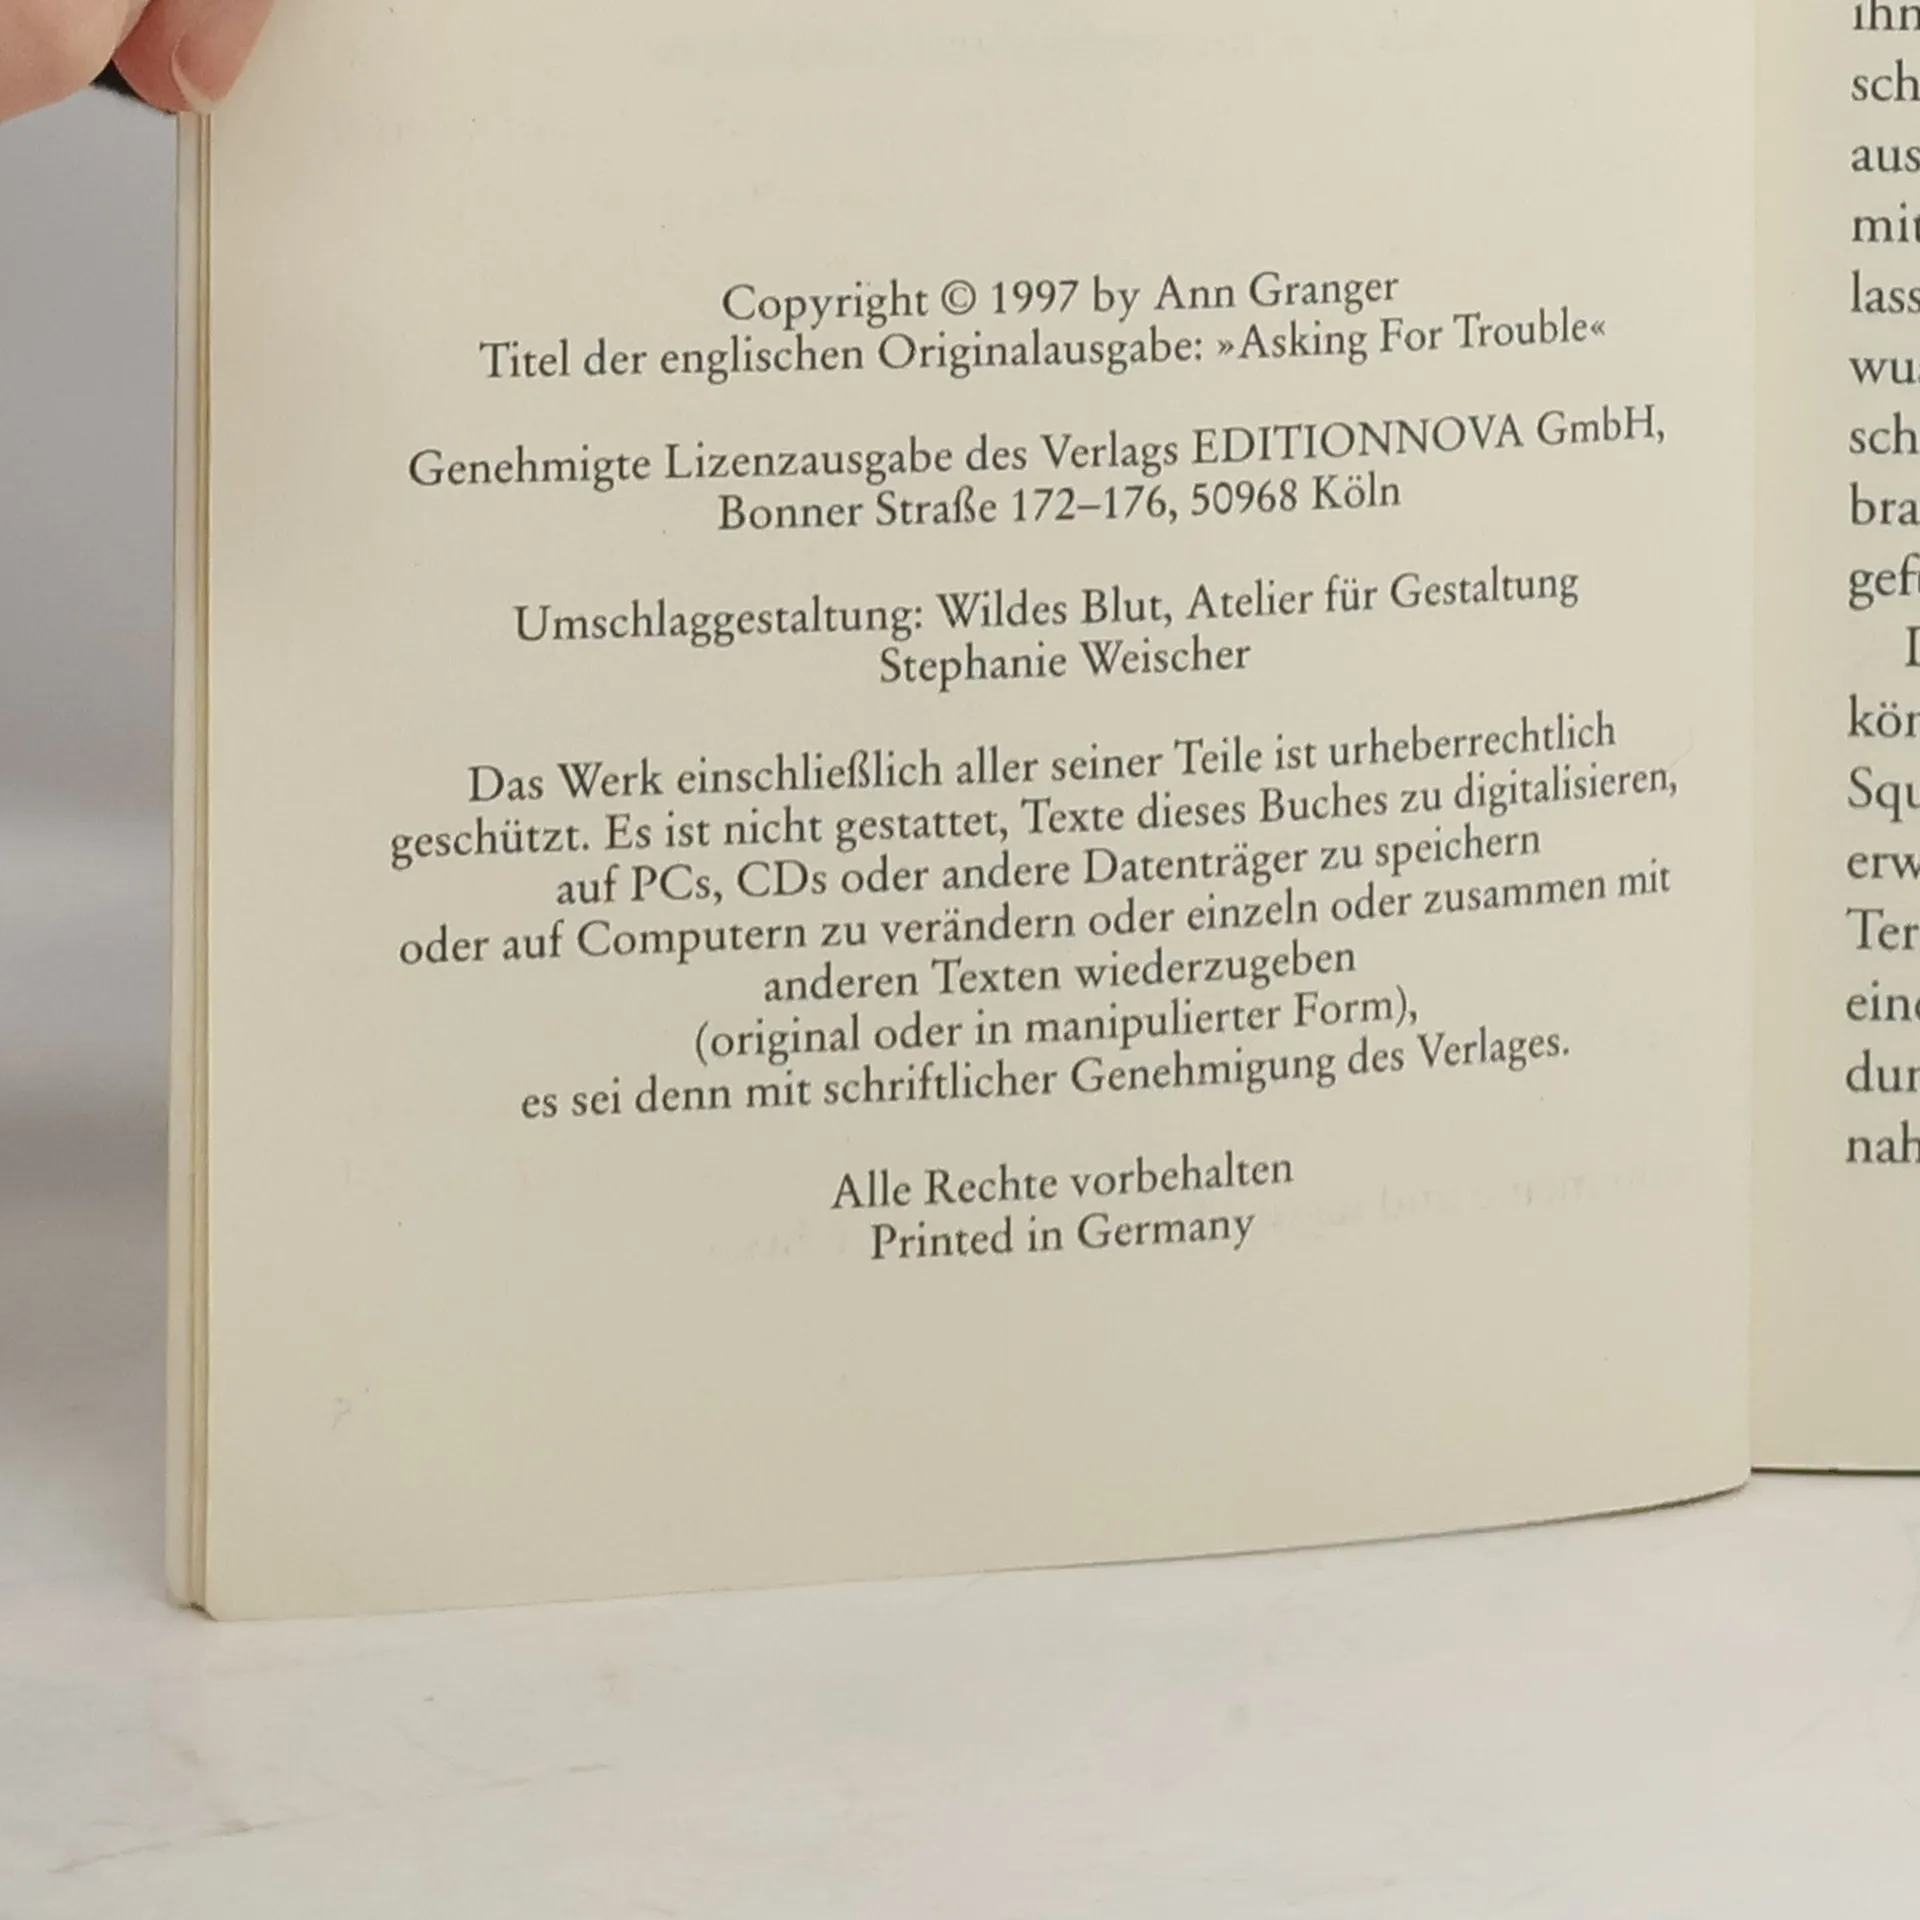 Copyright © 1997 by Ann Granger
Titel der englischen Originalausgabe: »Asking For Trouble«
Genehmigte Lizenzausgabe des Verlags EDITIONNOVA GmbH,
Bonner Straße 172–176, 50968 Köln
Umschlaggestaltung: Wildes Blut, Atelier für Gestaltung
Stephanie Weischer
Das Werk einschließlich aller seiner Teile ist urheberrechtlich
geschützt. Es ist nicht gestattet, Texte dieses Buches zu digitalisieren,
auf PCs, CDs oder andere Datenträger zu speichern
oder auf Computern zu verändern oder einzeln oder zusammen mit
anderen Texten wiederzugeben
(original oder in manipulierter Form),
es sei denn mit schriftlicher Genehmigung des Verlages.
Alle Rechte vorbehalten
Printed in Germany